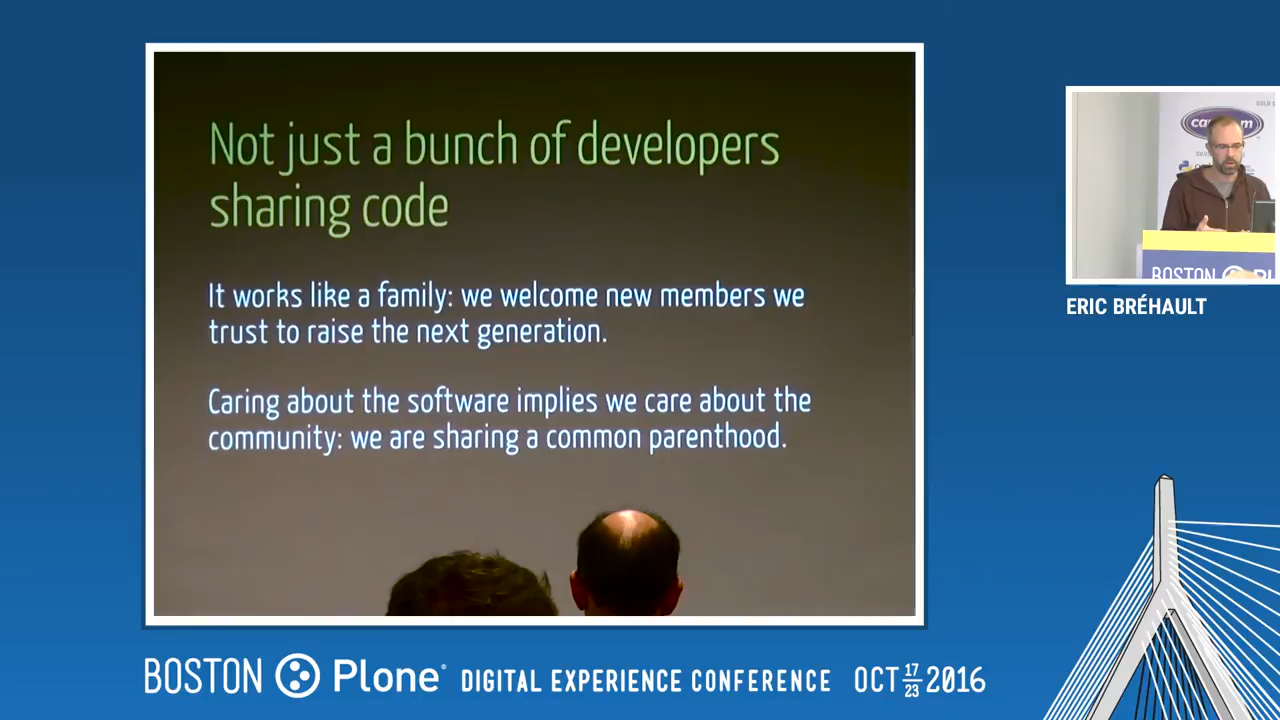 Not just a bunch of developers
sharing code
It works like a family: we welcome new members we
trust to raise the next generation.
Caring about the software implies we care about the
community: we are sharing a common parenthood.
GOLD
BOSTON
ERIC BRÉHAULT
BOSTON Plone® DIGITAL EXPERIENCE CONFERENCE OCT 17 23 2016